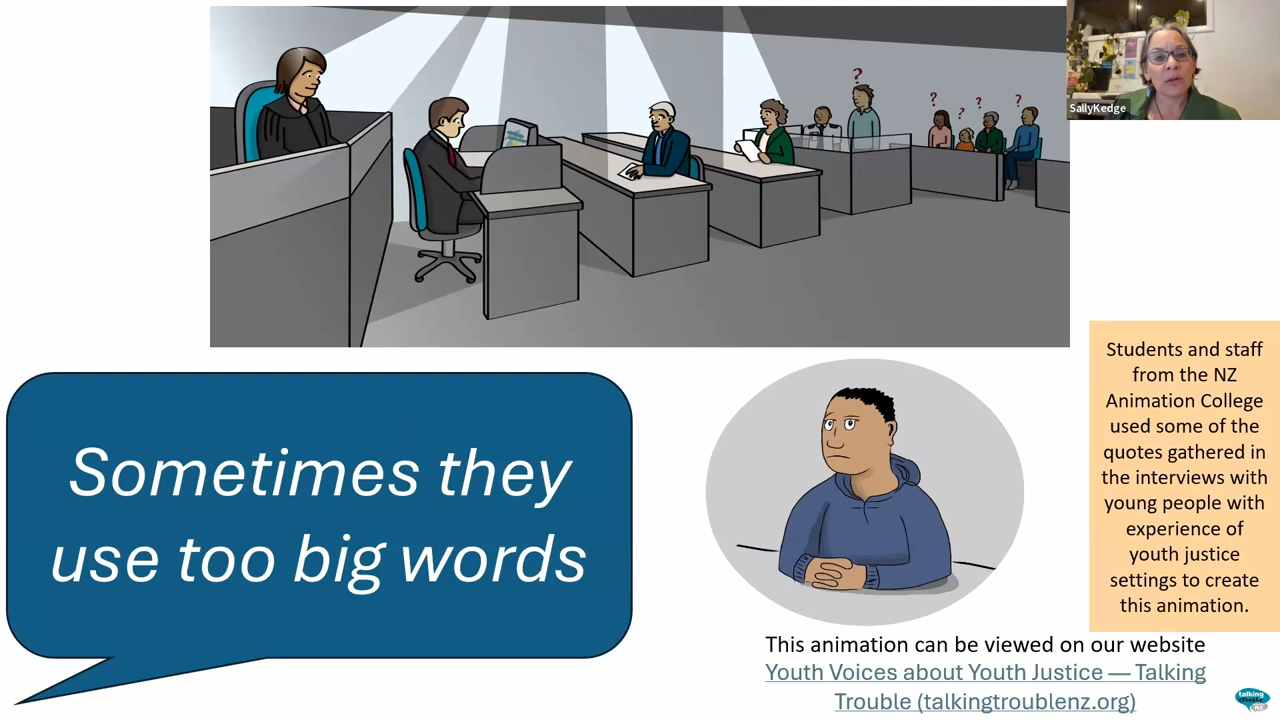 ?
?
?
?
?
SallyKedge
Sometimes they
use too big words
Students and staff
from the NZ
Animation College
used some of the
quotes gathered in
the interviews with
young people with
experience of
youth justice
settings to create
this animation.
This animation can be viewed on our website
Youth Voices about Youth Justice — Talking
Trouble (talkingtroublenz.org)
talking